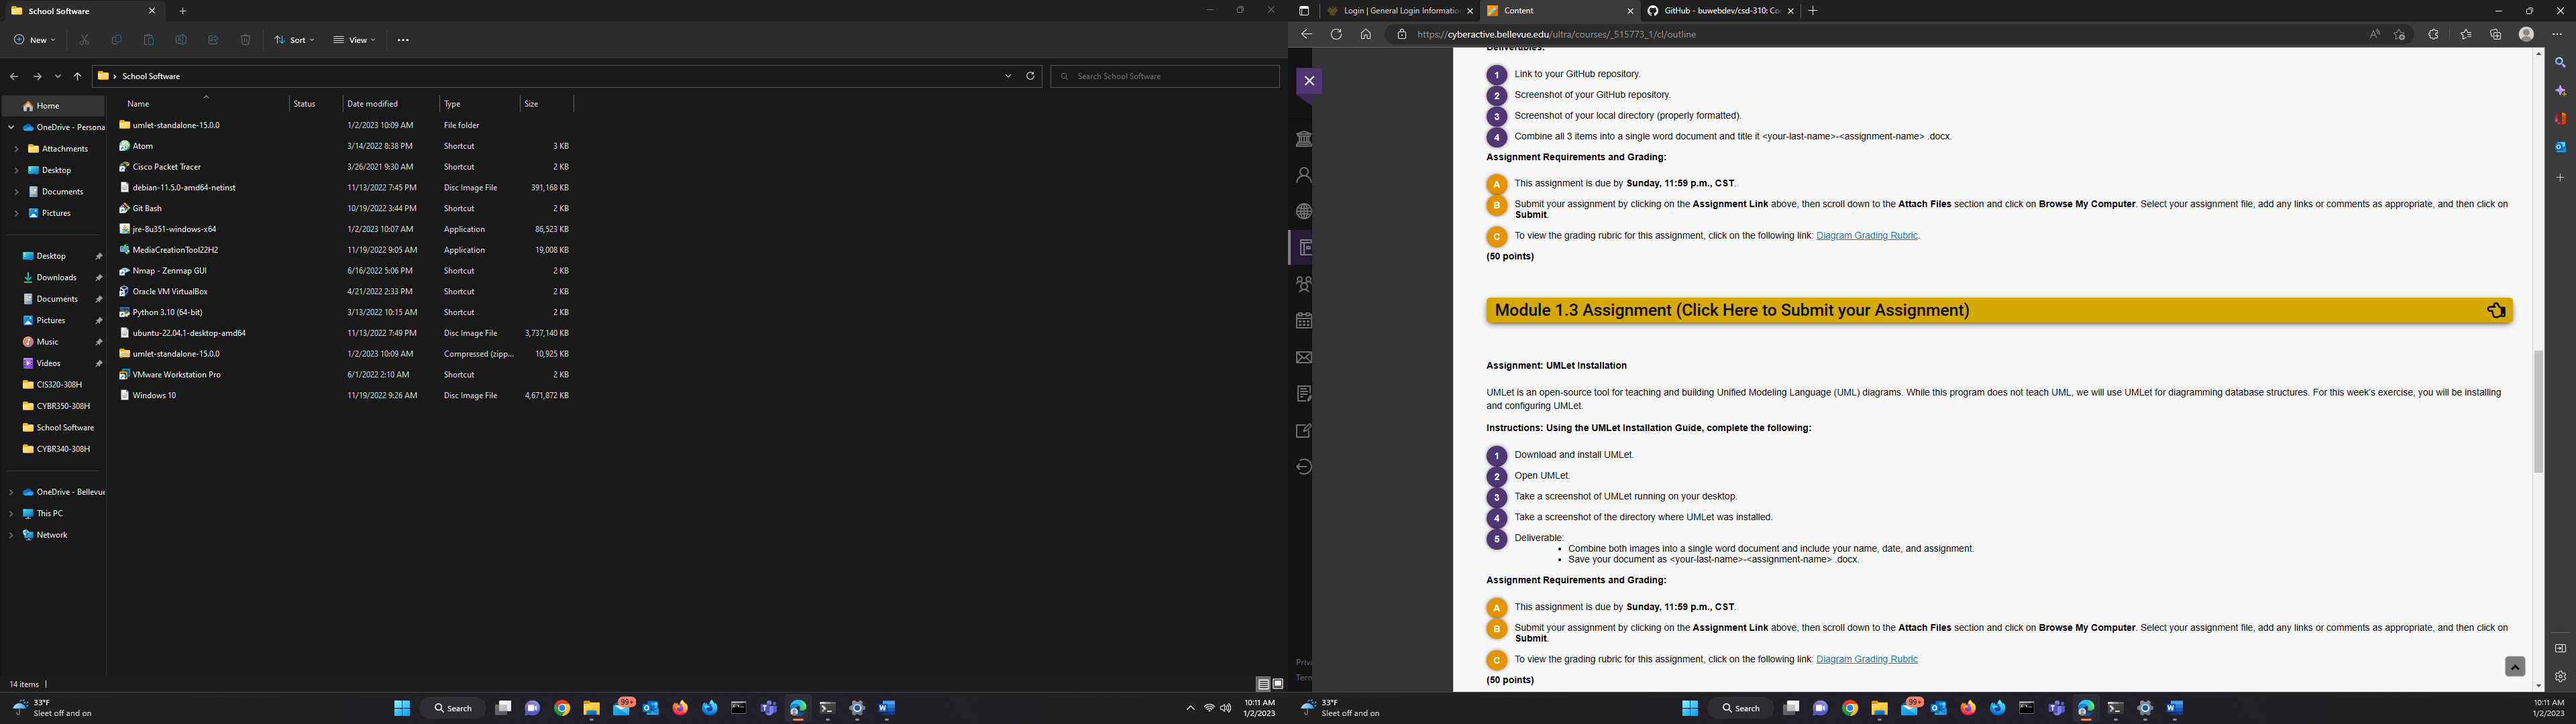 School Software
New
Sort
View
School Software
Search School Software
Name
Status
Date modified
Type
Size
Home
OneDrive - Persona
Attachments
Desktop
Documents
Pictures
Desktop
Downloads
Documents
Pictures
Music
Videos
CIS320-308H
CYBR350-308H
School Software
CYBR340-308H
OneDrive - Bellevue
This PC
Network
umlet-standalone-15.0.0 1/2/2023 10:09 AM File folder
Atom 3/14/2022 8:38 PM Shortcut 3 KB
Cisco Packet Tracer 3/26/2021 9:30 AM Shortcut 2 KB
debian-11.5.0-amd64-netinst 11/13/2022 7:45 PM Disc Image File 391,168 KB
Git Bash 10/19/2022 3:44 PM Shortcut 2 KB
jre-8u351-windows-x64 1/2/2023 10:07 AM Application 86,523 KB
MediaCreationTool22H2 11/19/2022 9:05 AM Application 19,008 KB
Nmap - Zenmap GUI 6/16/2022 5:06 PM Shortcut 2 KB
Oracle VM VirtualBox 4/21/2022 2:33 PM Shortcut 2 KB
Python 3.10 (64-bit) 3/13/2022 10:15 AM Shortcut 2 KB
ubuntu-22.04.1-desktop-amd64 11/13/2022 7:49 PM Disc Image File 3,737,140 KB
umlet-standalone-15.0.0 1/2/2023 10:09 AM Compressed (zipp... 10,925 KB
VMware Workstation Pro 6/1/2022 2:10 AM Shortcut 2 KB
Windows 10 11/19/2022 9:26 AM Disc Image File 4,671,872 KB
14 items
33°F
Sleet off and on
Search
99+
10:11 AM
1/2/2023
Login | General Login Informatio
Content
GitHub - buwebdev/csd-310: Co
https://cyberactive.bellevue.edu/ultra/courses/_515773_1/cl/outline
Deliverables:
1 Link to your GitHub repository.
2 Screenshot of your GitHub repository.
3 Screenshot of your local directory (properly formatted).
4 Combine all 3 items into a single word document and title it <your-last-name>-<assignment-name> .docx.
Assignment Requirements and Grading:
A This assignment is due by Sunday, 11:59 p.m., CST.
B Submit your assignment by clicking on the Assignment Link above, then scroll down to the Attach Files section and click on Browse My Computer. Select your assignment file, add any links or comments as appropriate, and then click on
Submit.
C To view the grading rubric for this assignment, click on the following link: Diagram Grading Rubric.
(50 points)
Module 1.3 Assignment (Click Here to Submit your Assignment)
Assignment: UMLet Installation
UMLet is an open-source tool for teaching and building Unified Modeling Language (UML) diagrams. While this program does not teach UML, we will use UMLet for diagramming database structures. For this week's exercise, you will be installing
and configuring UMLet.
Instructions: Using the UMLet Installation Guide, complete the following:
1 Download and install UMLet.
2 Open UMLet.
3 Take a screenshot of UMLet running on your desktop.
4 Take a screenshot of the directory where UMLet was installed.
5 Deliverable:
• Combine both images into a single word document and include your name, date, and assignment.
• Save your document as <your-last-name>-<assignment-name> .docx.
Assignment Requirements and Grading:
A This assignment is due by Sunday, 11:59 p.m., CST.
B Submit your assignment by clicking on the Assignment Link above, then scroll down to the Attach Files section and click on Browse My Computer. Select your assignment file, add any links or comments as appropriate, and then click on
Submit.
C To view the grading rubric for this assignment, click on the following link: Diagram Grading Rubric
(50 points)
Priva
Term
33°F
Sleet off and on
Search
99+
10:11 AM
1/2/2023